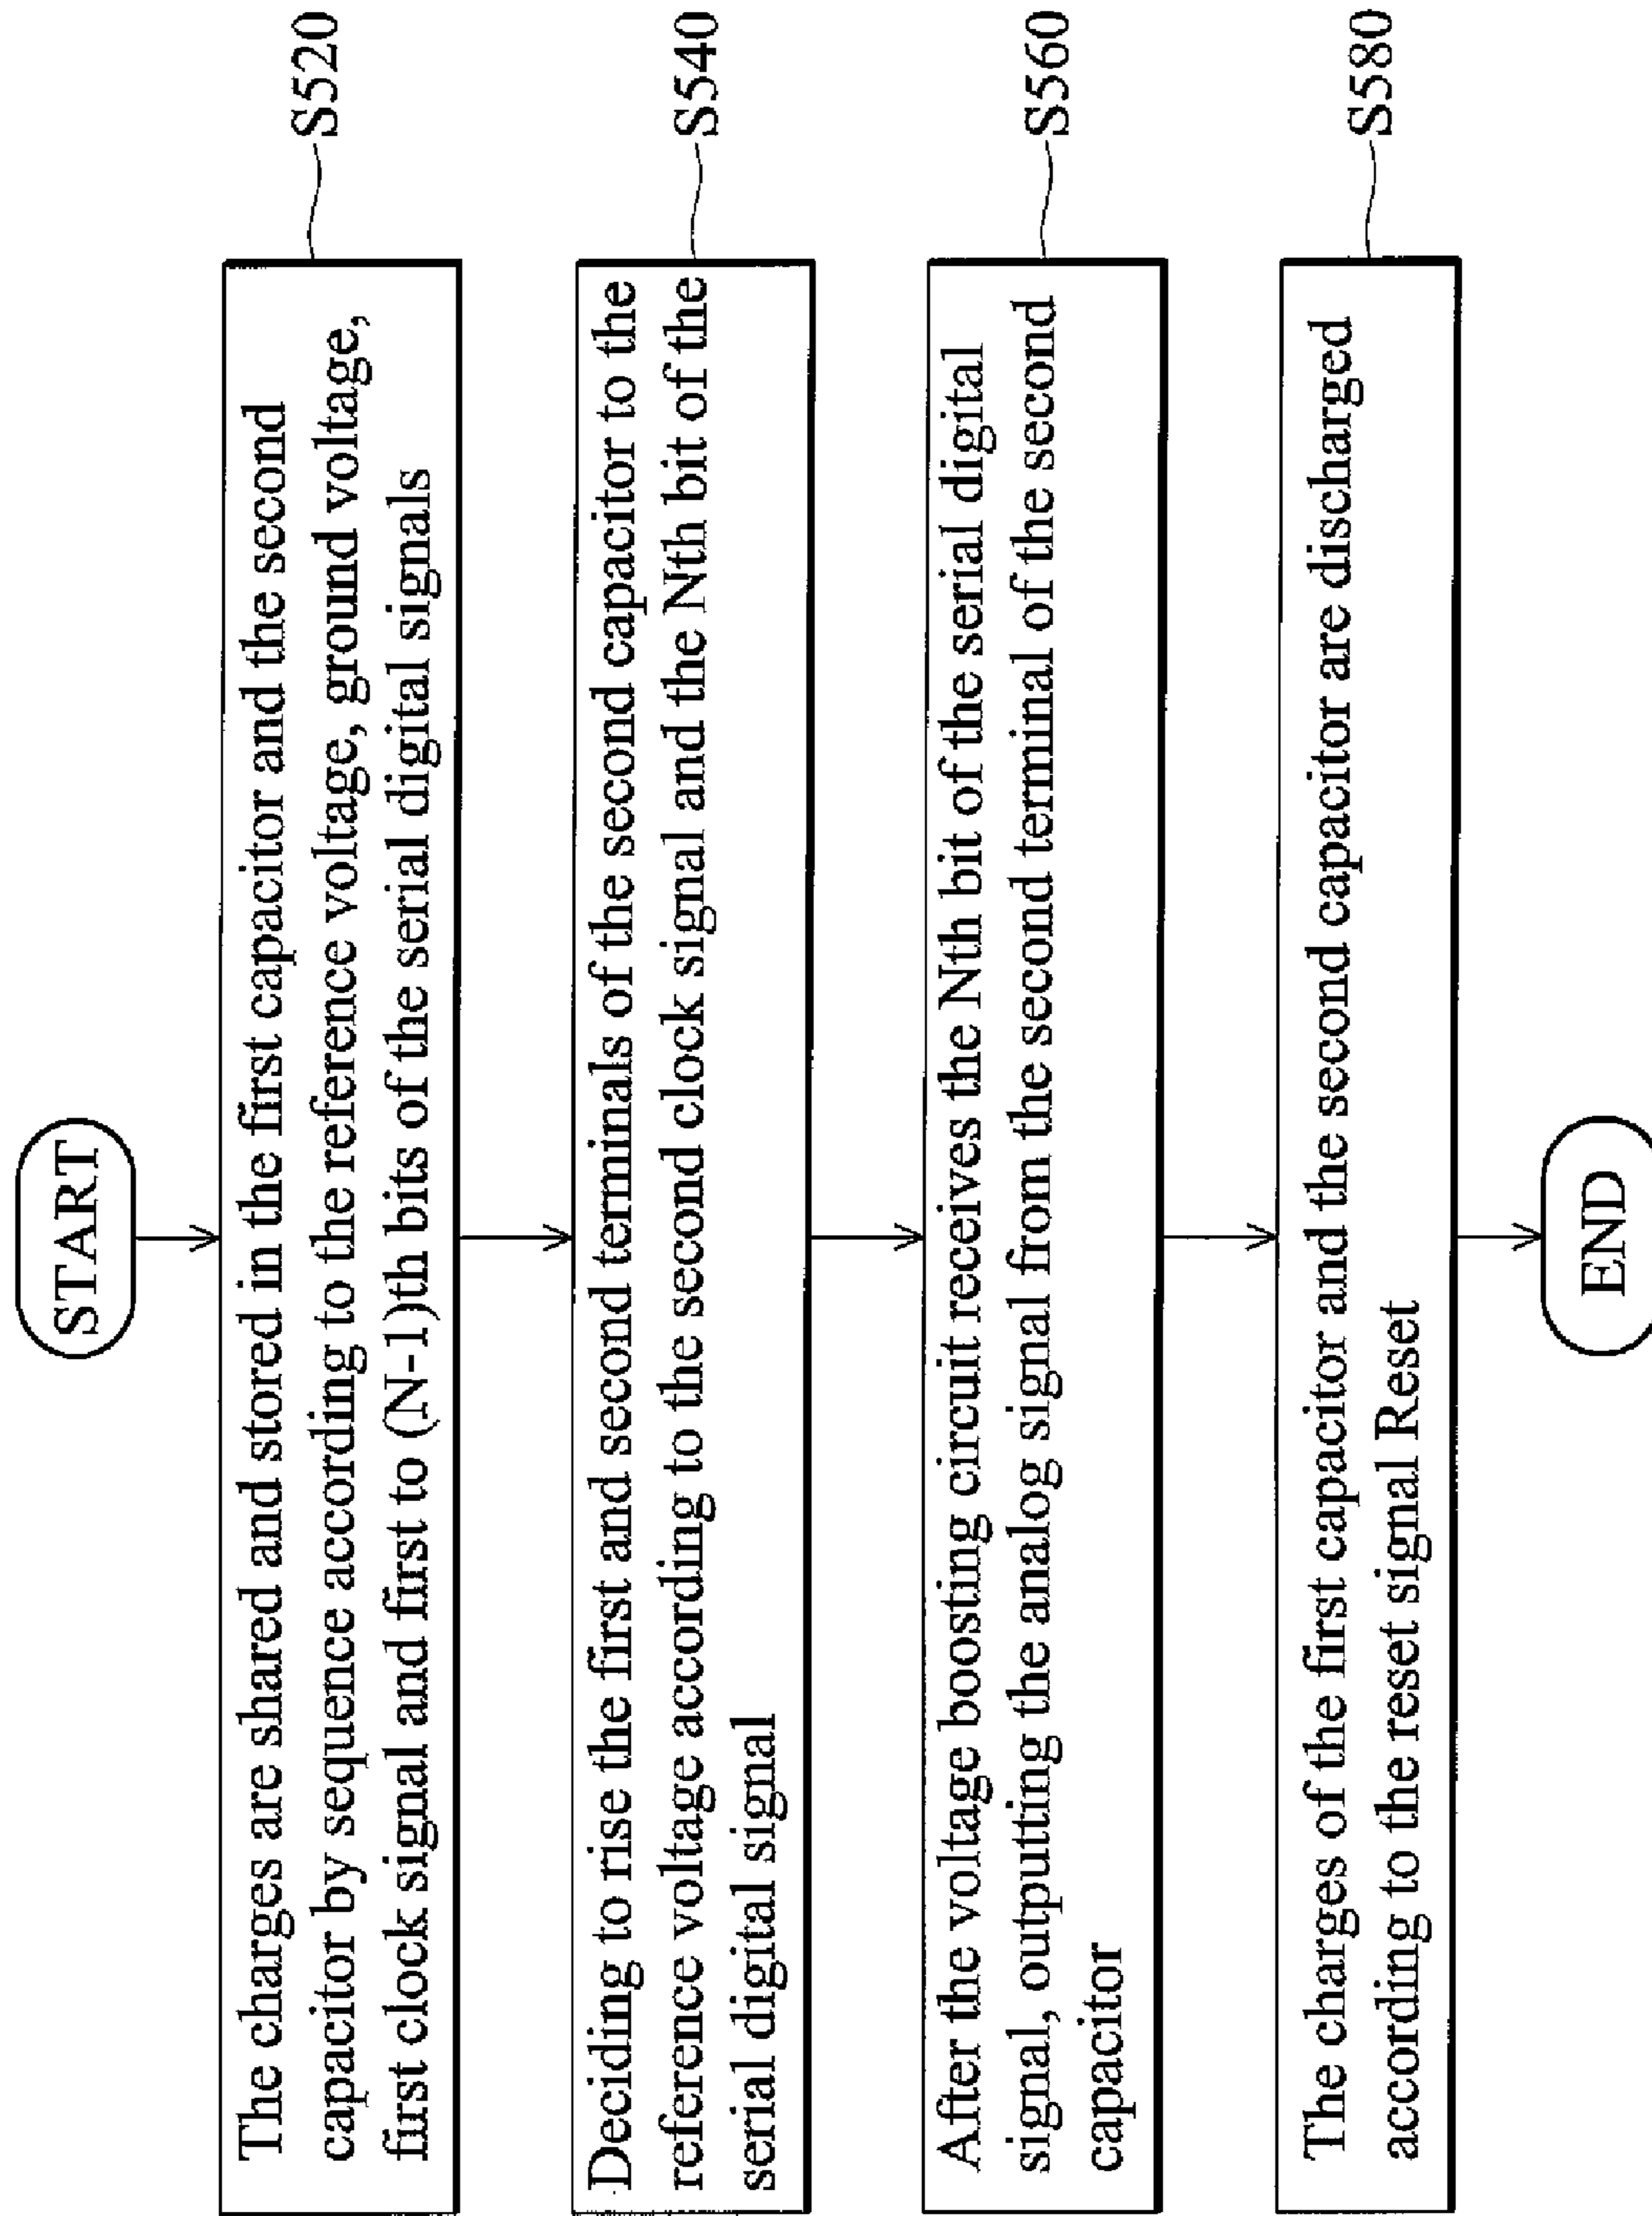 START
The charges are shared and stored in the first capacitor and the second
capacitor by sequence according to the reference voltage, ground voltage,
first clock signal and first to (N-1)th bits of the serial digital signals
S520
Deciding to rise the first and second terminals of the second capacitor to the
reference voltage according to the second clock signal and the Nth bit of the
serial digital signal
S540
After the voltage boosting circuit receives the Nth bit of the serial digital
signal, outputting the analog signal from the second terminal of the second
capacitor
S560
The charges of the first capacitor and the second capacitor are discharged
according to the reset signal Reset
S580
END